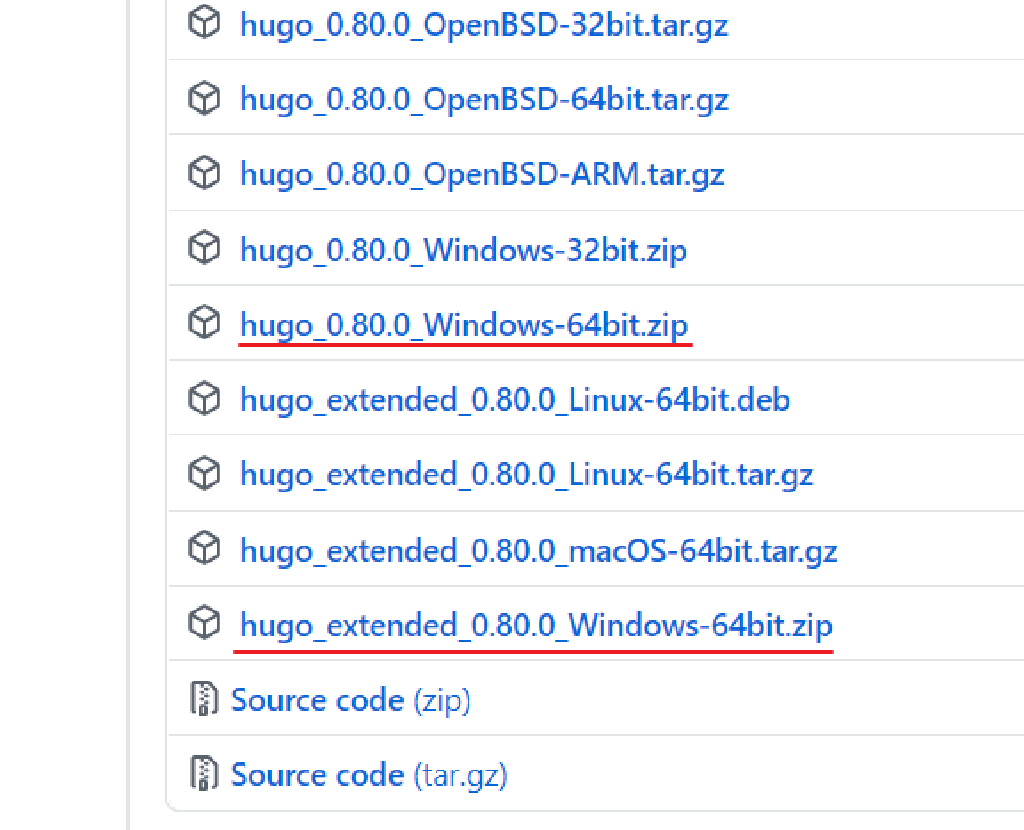 hugo_0.80.0_OpenBSD-32bit.tar.gz
hugo_0.80.0_OpenBSD-64bit.tar.gz
hugo_0.80.0_OpenBSD-ARM.tar.gz
hugo_0.80.0_Windows-32bit.zip
hugo_0.80.0_Windows-64bit.zip
hugo_extended_0.80.0_Linux-64bit.deb
hugo_extended_0.80.0_Linux-64bit.tar.gz
hugo_extended_0.80.0_macOS-64bit.tar.gz
hugo_extended_0.80.0_Windows-64bit.zip
Source code (zip)
Source code (tar.gz)